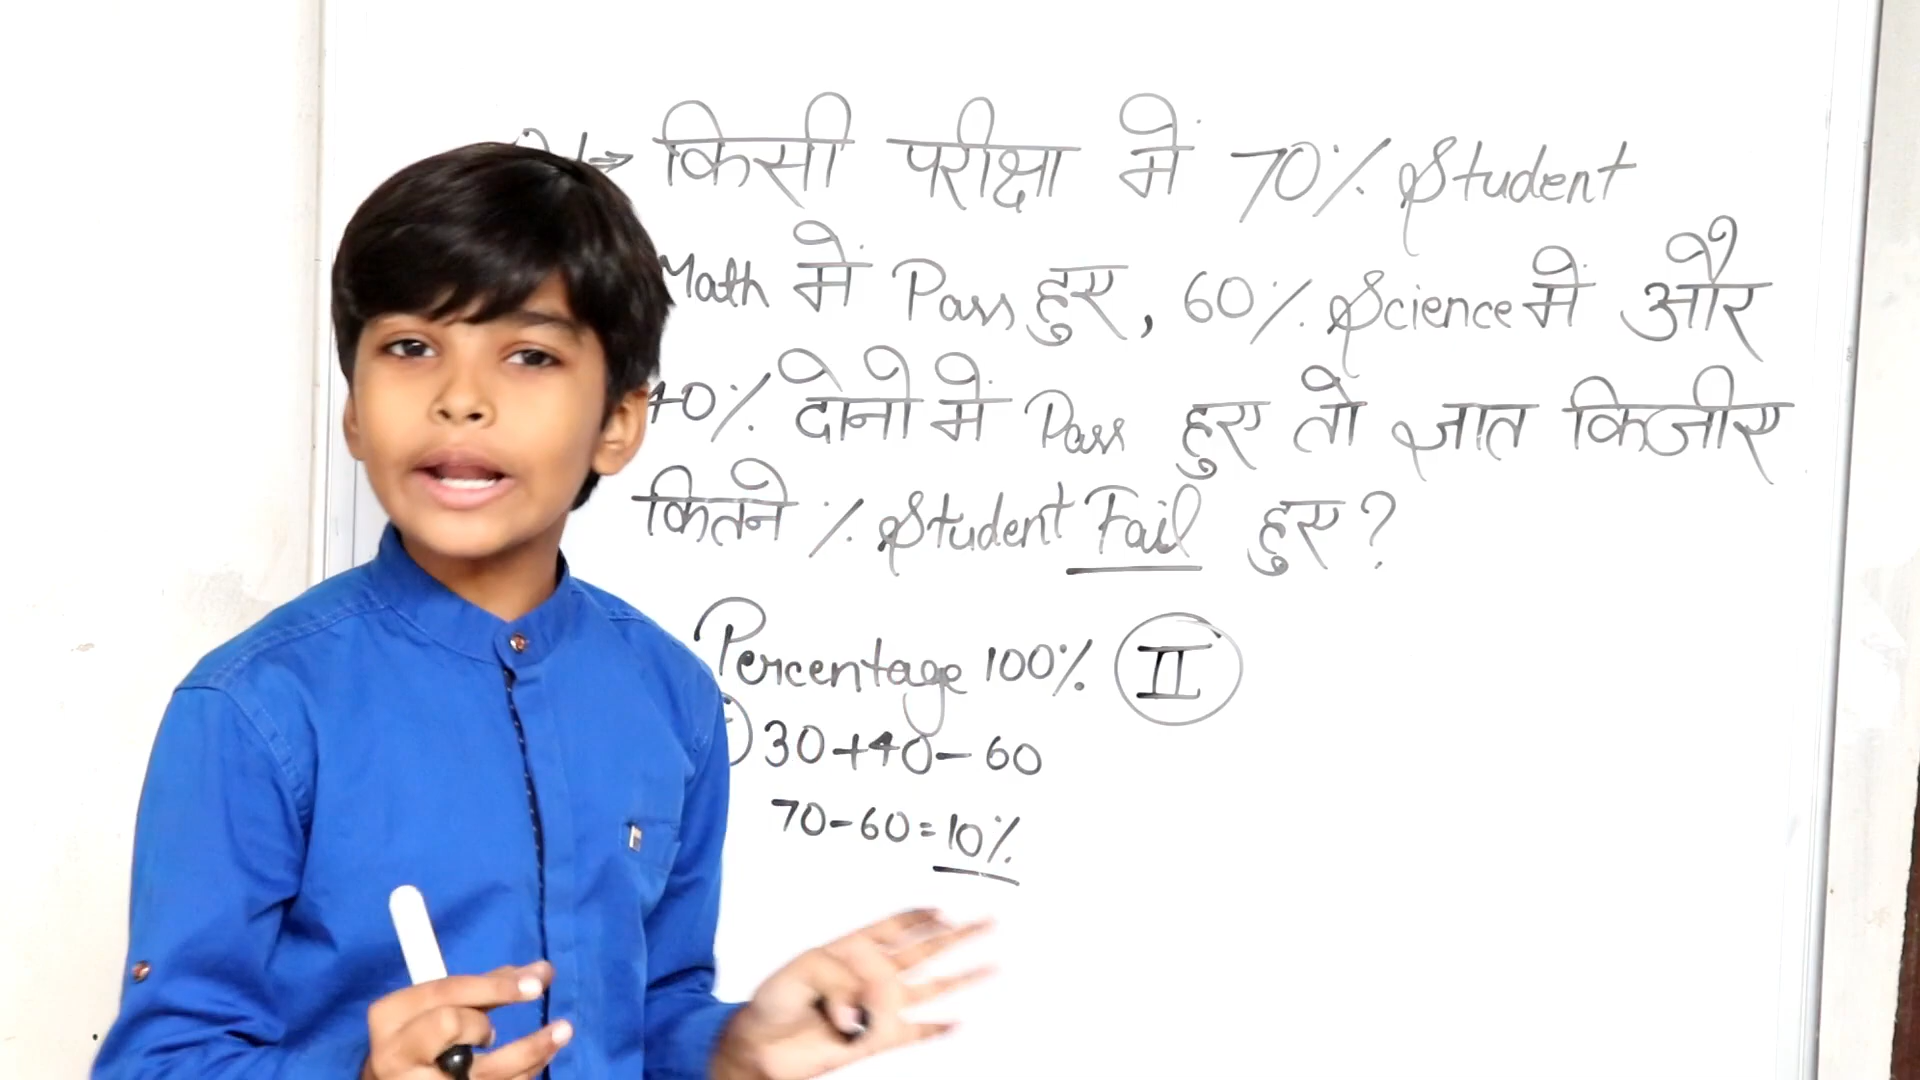 किसी परीक्षा में 70% Student
Math में Pass हुए, 60% Science में और
40% दोनो में Pass हुए तो ज्ञात किजीए
कितने % Student Fail हुए ?
Percentage 100% II
30+40-60
70-60=10%